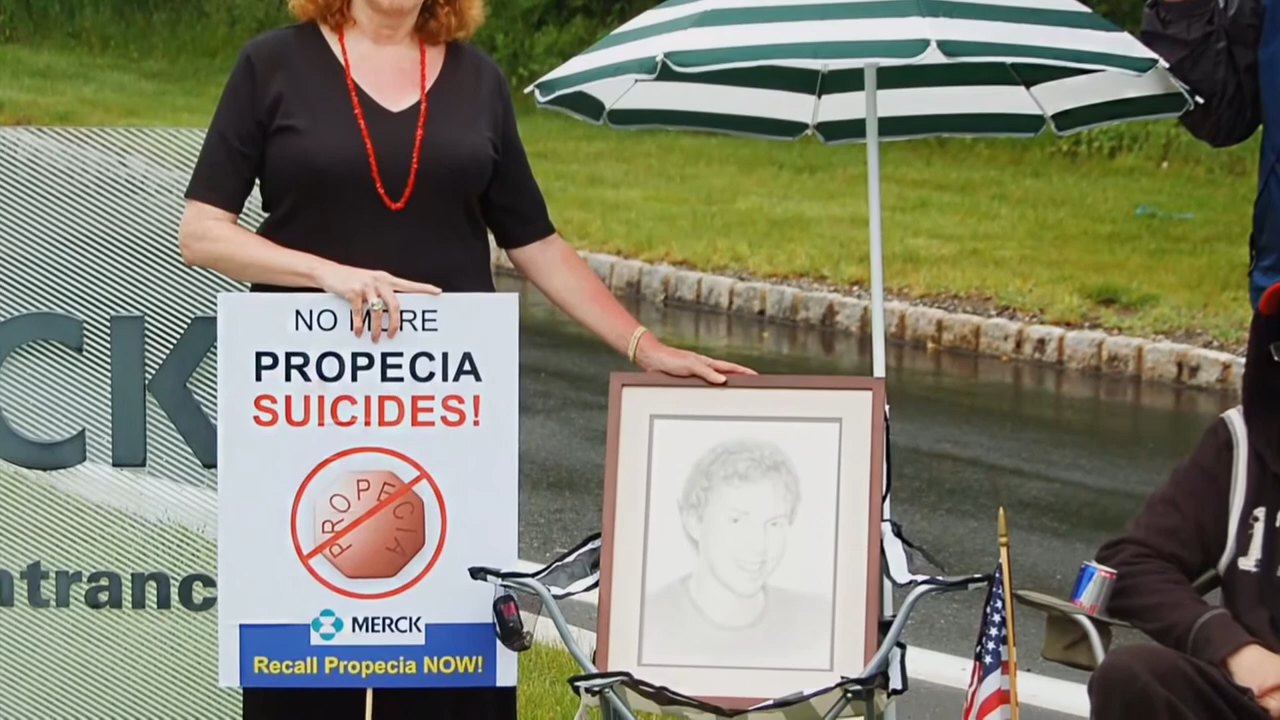 CK
ntranc
NO MORE
PROPECIA
SUICIDES!
PROPECIA
MERCK
Recall Propecia NOW!